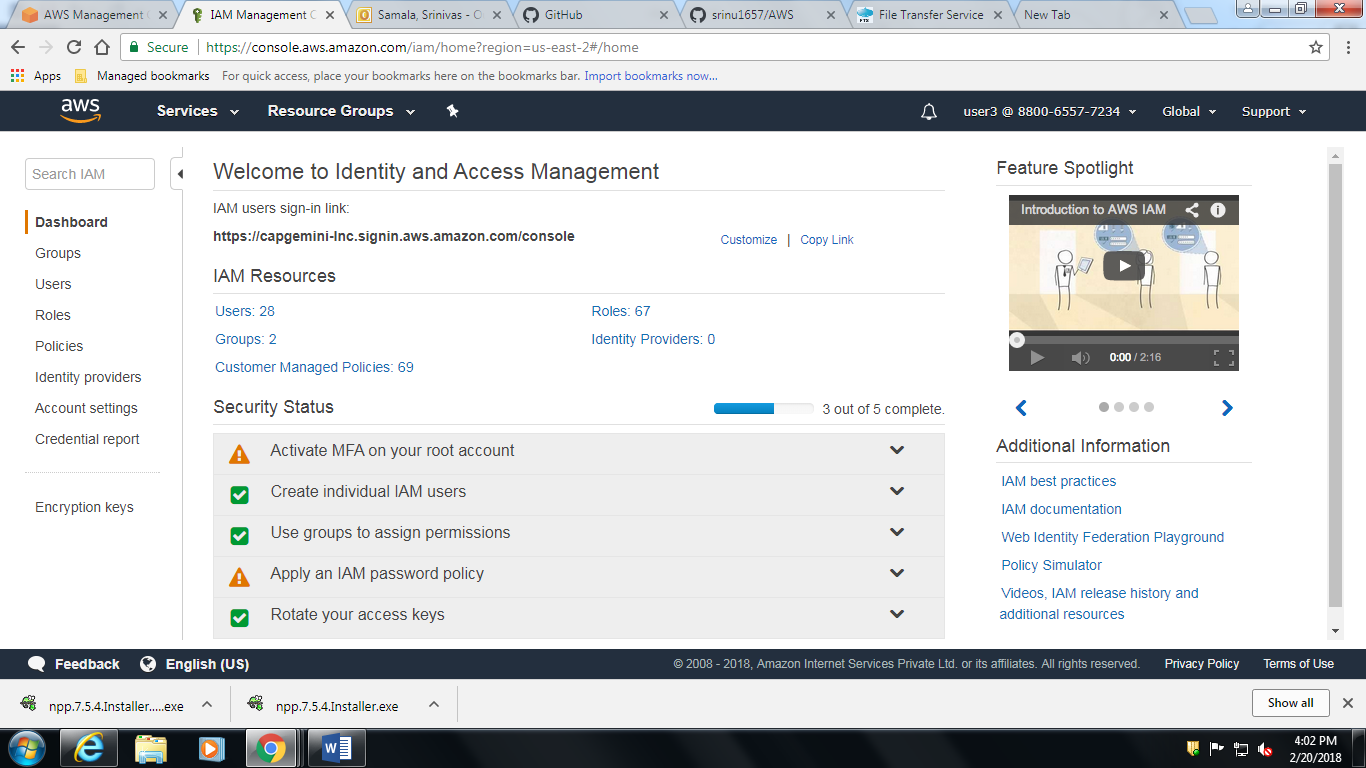 AWS Management C
IAM Management C
Samala, Srinivas - O
GitHub
srinu1657/AWS
File Transfer Service
New Tab
Secure
https://console.aws.amazon.com/iam/home?region=us-east-2#/home
Apps
Managed bookmarks
For quick access, place your bookmarks here on the bookmarks bar. Import bookmarks now...
aws
Services
Resource Groups
user3 @ 8800-6557-7234
Global
Support
Search IAM
Dashboard
Groups
Users
Roles
Policies
Identity providers
Account settings
Credential report
Encryption keys
Welcome to Identity and Access Management
IAM users sign-in link:
https://capgemini-Inc.signin.aws.amazon.com/console
Customize | Copy Link
IAM Resources
Users: 28
Roles: 67
Groups: 2
Identity Providers: 0
Customer Managed Policies: 69
Security Status
3 out of 5 complete.
Activate MFA on your root account
Create individual IAM users
Use groups to assign permissions
Apply an IAM password policy
Rotate your access keys
Feature Spotlight
Introduction to AWS IAM
0:00 / 2:16
Additional Information
IAM best practices
IAM documentation
Web Identity Federation Playground
Policy Simulator
Videos, IAM release history and
additional resources
Feedback
English (US)
© 2008 - 2018, Amazon Internet Services Private Ltd. or its affiliates. All rights reserved.
Privacy Policy
Terms of Use
npp.7.5.4.Installer.....exe
npp.7.5.4.Installer.exe
Show all
4:02 PM
2/20/2018